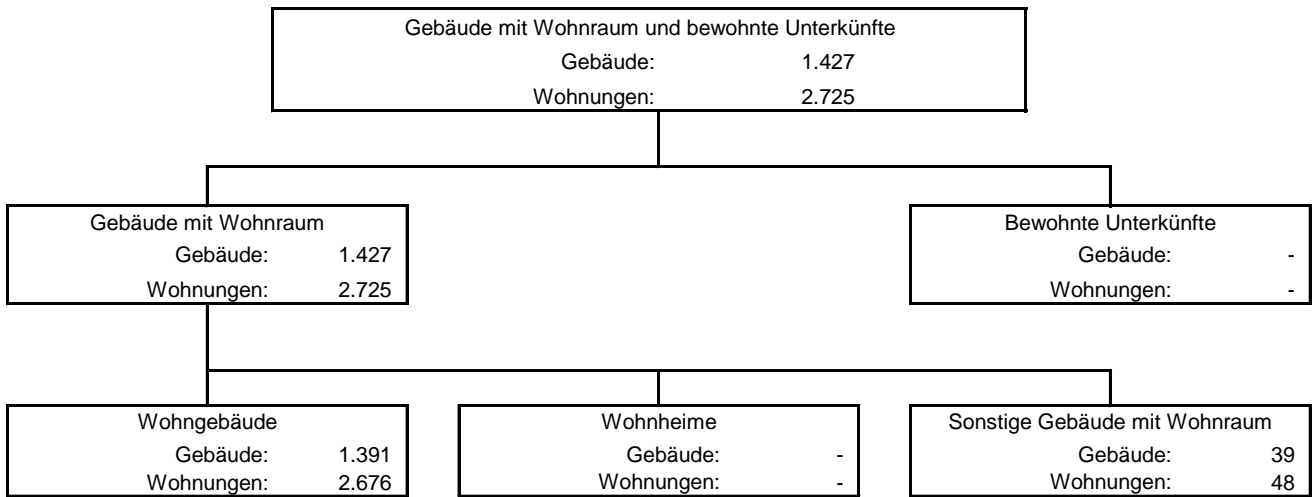 Gebäude mit Wohnraum und bewohnte Unterkünfte
Gebäude: 1.427
Wohnungen: 2.725
Gebäude mit Wohnraum
Gebäude: 1.427
Wohnungen: 2.725
Bewohnte Unterkünfte
Gebäude: -
Wohnungen: -
Wohngebäude
Gebäude: 1.391
Wohnungen: 2.676
Wohnheime
Gebäude: -
Wohnungen: -
Sonstige Gebäude mit Wohnraum
Gebäude: 39
Wohnungen: 48